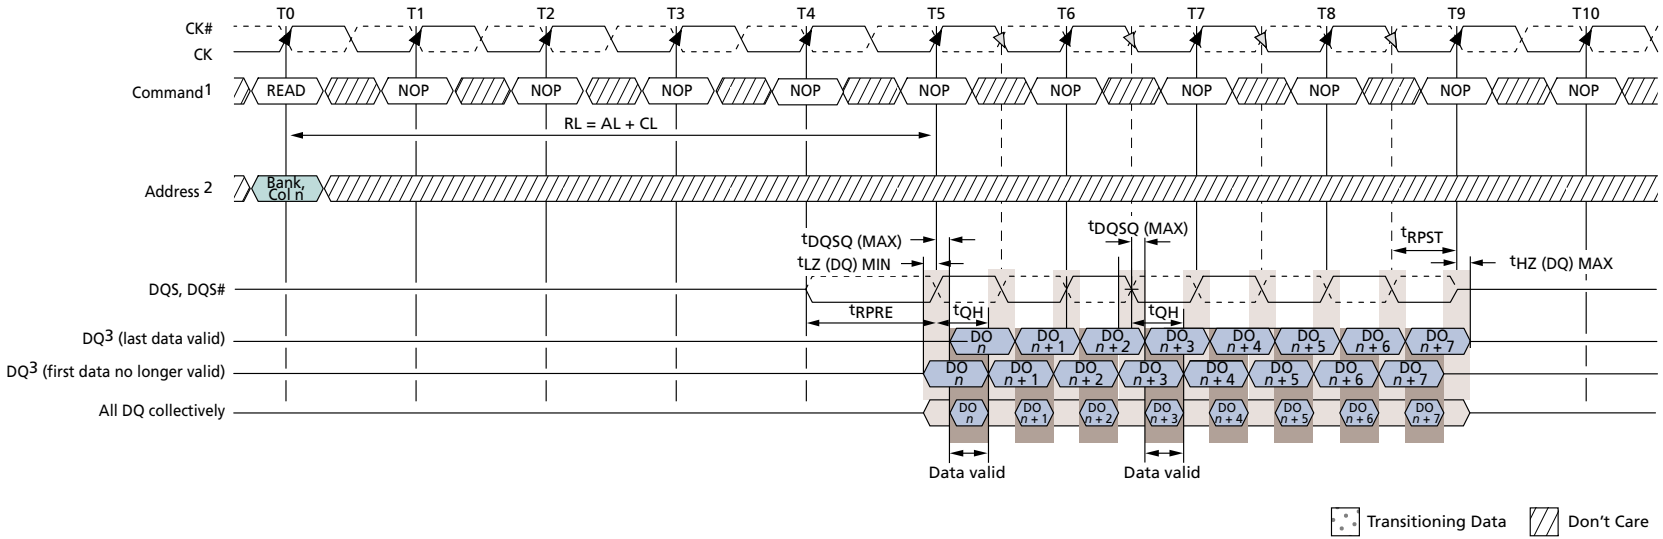 T0 T1 T2 T3 T4 T5 T6 T7 T8 T9 T10
CK#
CK
Command1 READ NOP NOP NOP NOP NOP NOP NOP NOP NOP NOP
RL = AL + CL
Address 2 Bank, Col n
tDQSQ (MAX) tDQSQ (MAX) tRPST
tLZ (DQ) MIN tHZ (DQ) MAX
DQS, DQS#
tRPRE tQH tQH
DQ3 (last data valid) DO n DO n + 1 DO n + 2 DO n + 3 DO n + 4 DO n + 5 DO n + 6 DO n + 7
DQ3 (first data no longer valid) DO n DO n + 1 DO n + 2 DO n + 3 DO n + 4 DO n + 5 DO n + 6 DO n + 7
All DQ collectively DO n DO n + 1 DO n + 2 DO n + 3 DO n + 4 DO n + 5 DO n + 6 DO n + 7
Data valid Data valid
Transitioning Data Don't Care